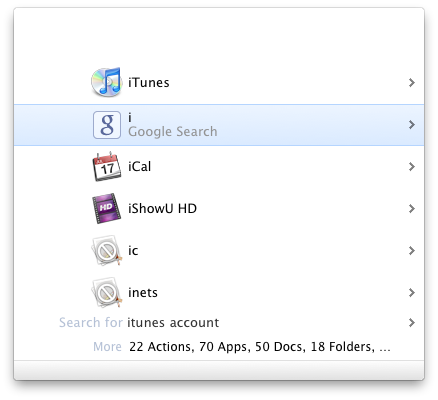 iTunes
g
i
Google Search
17
iCal
HD
iShowU HD
ic
inets
Search for itunes account
More 22 Actions, 70 Apps, 50 Docs, 18 Folders, ...